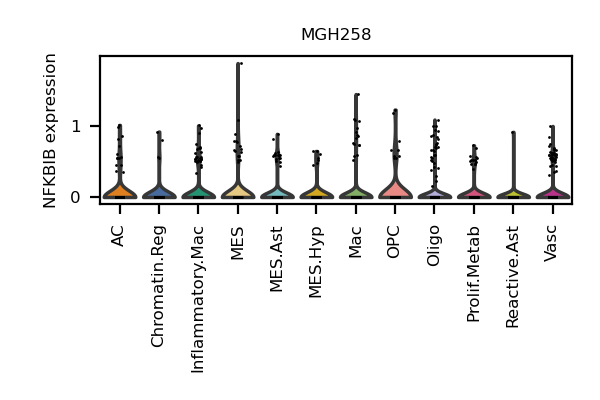 MGH258
NFKBIB expression
1
0
AC
Chromatin.Reg
Inflammatory.Mac
MES
MES.Ast
MES.Hyp
Mac
OPC
Oligo
Prolif.Metab
Reactive.Ast
Vasc